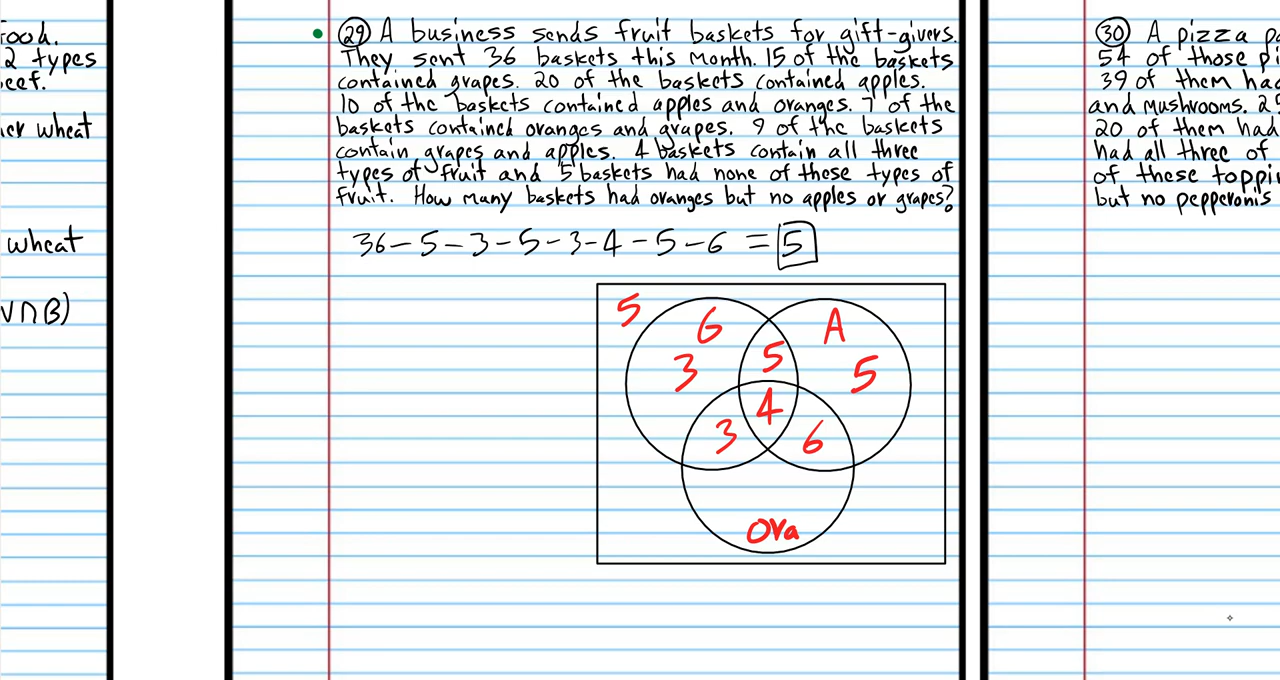 food.
2 types
eef.
wheat
wheat
V∩B)
29 A business sends fruit baskets for gift-givers.
They sent 36 baskets this month. 15 of the baskets
contained grapes. 20 of the baskets contained apples.
10 of the baskets contained apples and oranges. 7 of the
baskets contained oranges and grapes. 9 of the baskets
contain grapes and apples. 4 baskets contain all three
types of fruit and 5 baskets had none of these types of
fruit. How many baskets had oranges but no apples or grapes?
36 - 5 - 3 - 5 - 3 - 4 - 5 - 6 = 5
5
G
A
3
5
5
4
3
6
Ora
30 A pizza
54 of those
39 of them
and mushrooms.
20 of them had
had all three of
of these
but no pepperonis